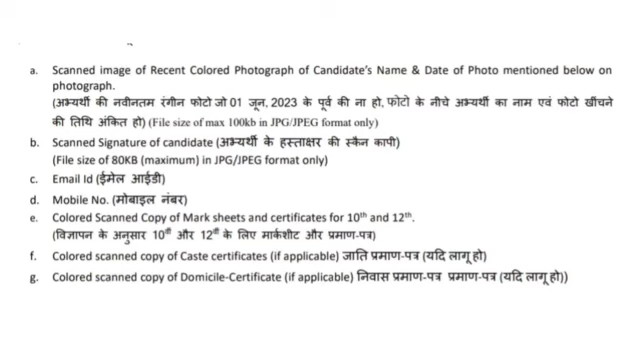 a. Scanned image of Recent Colored Photograph of Candidate's Name & Date of Photo mentioned below on
photograph.
(अभ्यर्थी की नवीनतम रंगीन फोटो जो 01 जून, 2023 के पूर्व की ना हो, फोटो के नीचे अभ्यर्थी का नाम एवं फोटो खींचने
की तिथि अंकित हो) (File size of max 100kb in JPG/JPEG format only)
b. Scanned Signature of candidate (अभ्यर्थी के हस्ताक्षर की स्कैन कापी)
(File size of 80KB (maximum) in JPG/JPEG format only)
c. Email Id (ईमेल आईडी)
d. Mobile No. (मोबाइल नंबर)
e. Colored Scanned Copy of Mark sheets and certificates for 10th and 12th.
(विज्ञापन के अनुसार 10th और 12th के लिए मार्कशीट और प्रमाण-पत्र)
f. Colored scanned copy of Caste certificates (if applicable) जाति प्रमाण-पत्र (यदि लागू हो)
g. Colored scanned copy of Domicile-Certificate (if applicable) निवास प्रमाण-पत्र प्रमाण-पत्र (यदि लागू हो))